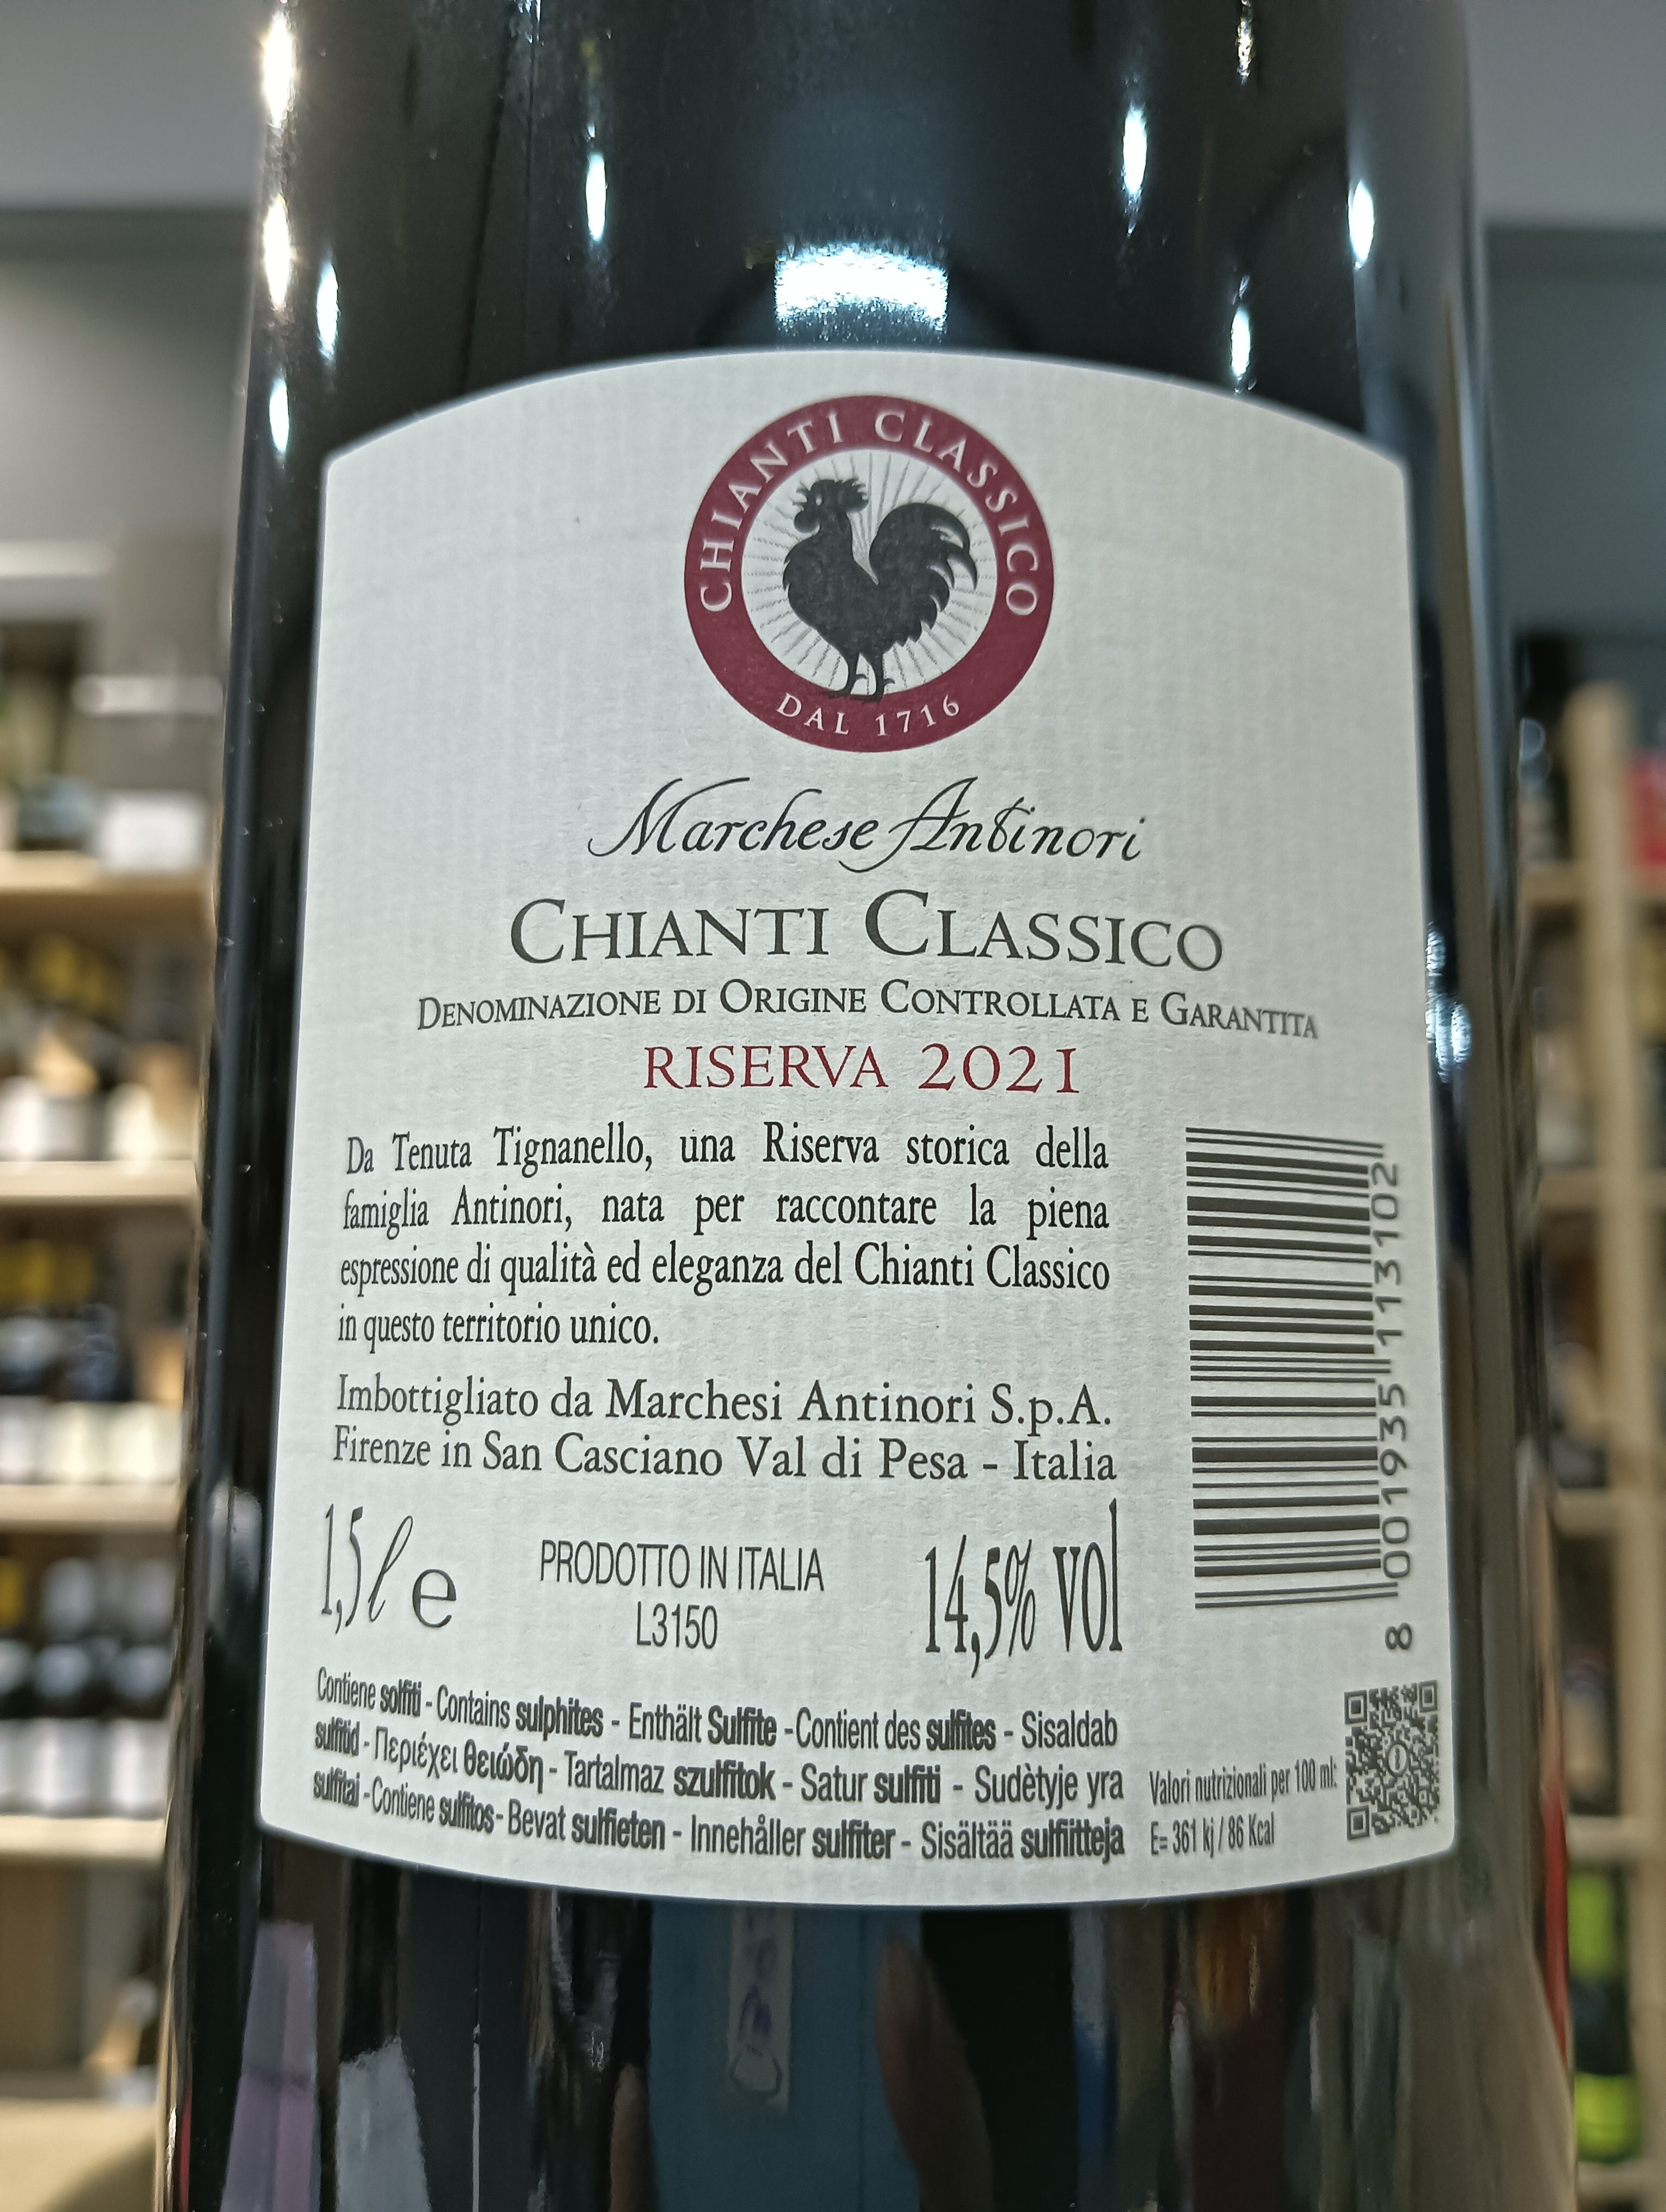 CHIANTI CLASSICO
DAL 1716
Marchese Antinori
CHIANTI CLASSICO
DENOMINAZIONE DI ORIGINE CONTROLLATA E GARANTITA
RISERVA 2021
Da Tenuta Tignanello, una Riserva storica della
famiglia Antinori, nata per raccontare la piena
espressione di qualità ed eleganza del Chianti Classico
in questo territorio unico.
Imbottigliato da Marchesi Antinori S.p.A.
Firenze in San Casciano Val di Pesa - Italia
1,5 ℓ e
PRODOTTO IN ITALIA
L3150
14,5% vol
8 001935 113102
Contiene solfiti - Contains sulphites - Enthält Sulfite -Contient des sulfites - Sisaldab
sulfitid - Περιέχει θειώδη - Tartalmaz szulfitok - Satur sulfiti - Sudètyje yra
sulfitai -Contiene sulfitos- Bevat sulfieten - Innehåller sulfiter - Sisältää sulfiitteja
Valori nutrizionali per 100 ml:
E= 361 kj / 86 Kcal